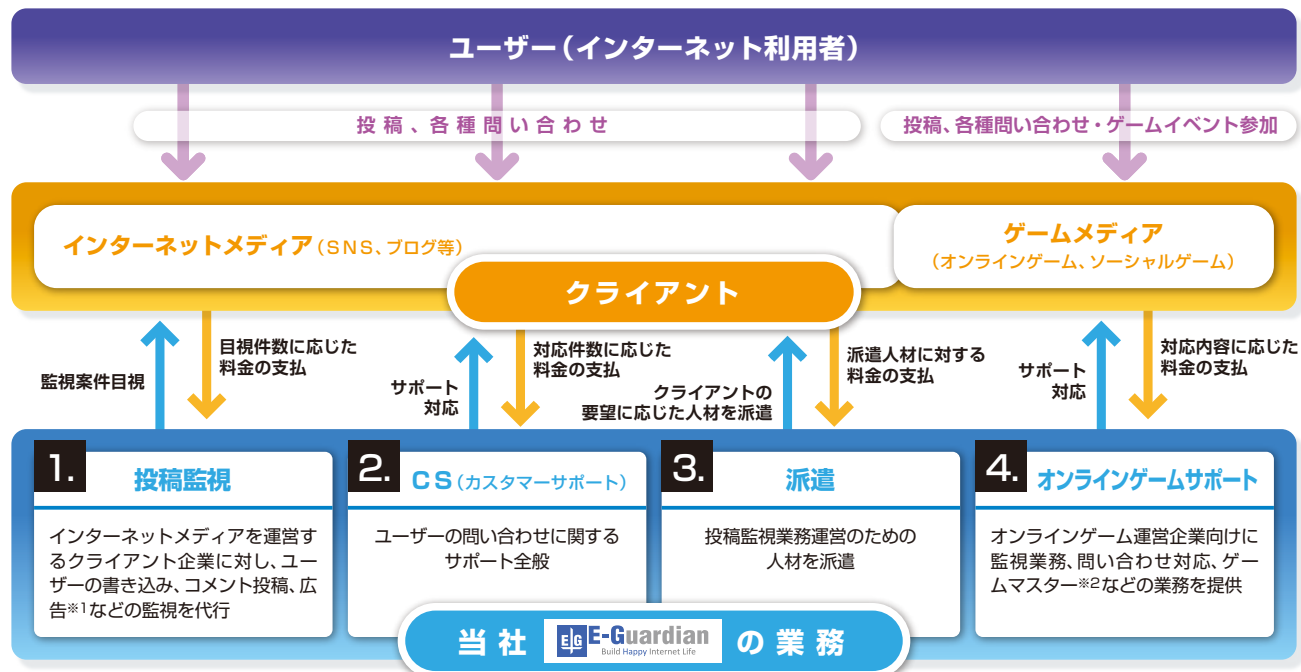 ユーザー(インターネット利用者)
投稿、各種問い合わせ
投稿、各種問い合わせ・ゲームイベント参加
インターネットメディア(SNS、ブログ等)
ゲームメディア
(オンラインゲーム、ソーシャルゲーム)
クライアント
監視案件目視
目視件数に応じた
料金の支払
サポート
対応
対応件数に応じた
料金の支払
クライアントの
要望に応じた人材を派遣
派遣人材に対する
料金の支払
サポート
対応
対応内容に応じた
料金の支払
1.
投稿監視
インターネットメディアを運営す
るクライアント企業に対し、ユー
ザーの書き込み、コメント投稿、広
告※1などの監視を代行
2.
CS(カスタマーサポート)
ユーザーの問い合わせに関する
サポート全般
3.
派遣
投稿監視業務運営のための
人材を派遣
4.
オンラインゲームサポート
オンラインゲーム運営企業向けに
監視業務、問い合わせ対応、ゲー
ムマスター※2などの業務を提供
当社 EG E-Guardian の業務
Build Happy Internet Life